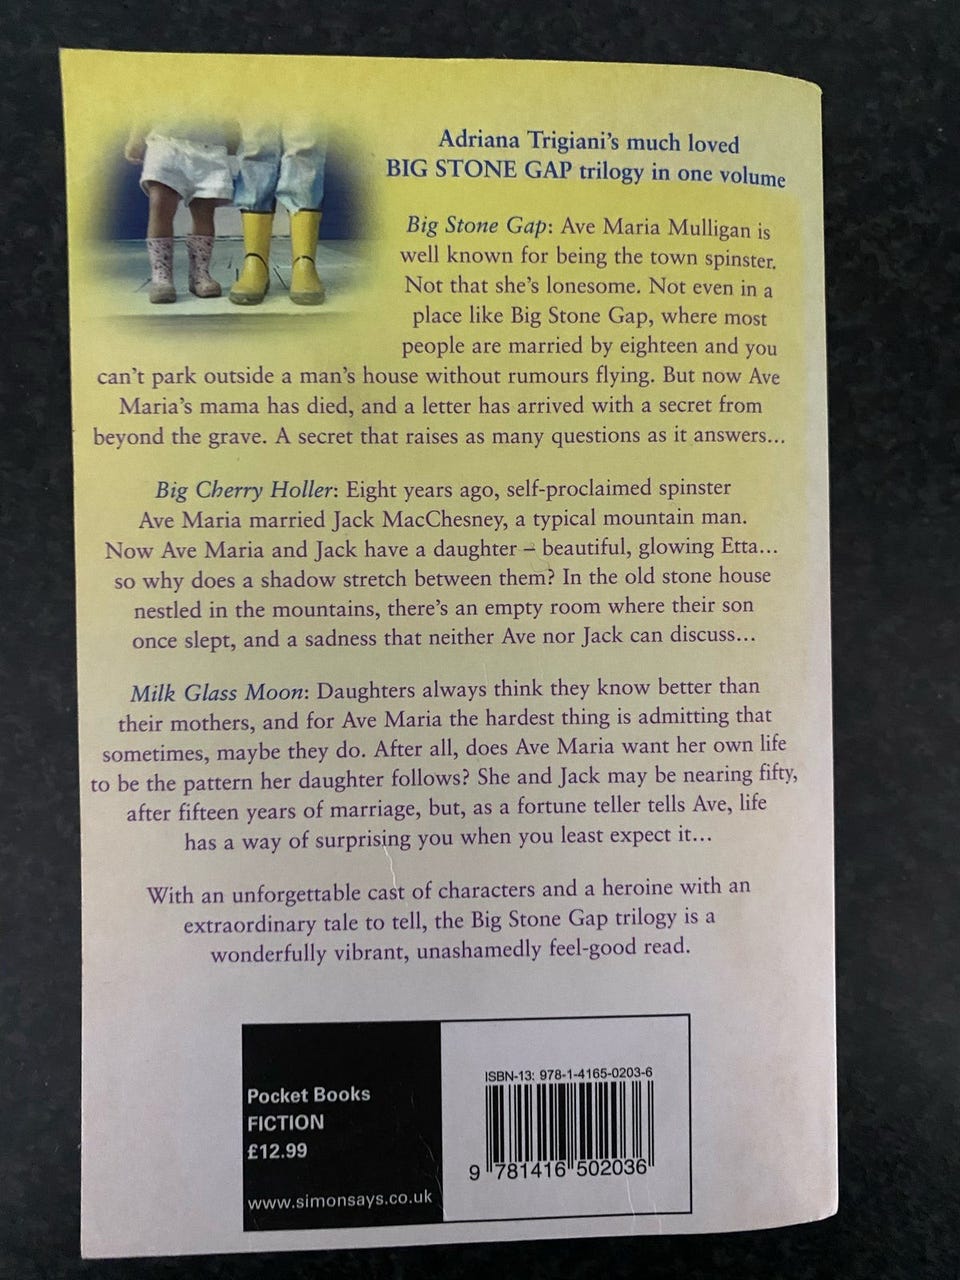 Adriana Trigiani's much loved
BIG STONE GAP trilogy in one volume
Big Stone Gap: Ave Maria Mulligan is
well known for being the town spinster.
Not that she's lonesome. Not even in a
place like Big Stone Gap, where most
people are married by eighteen and you
can't park outside a man's house without rumours flying. But now Ave
Maria's mama has died, and a letter has arrived with a secret from
beyond the grave. A secret that raises as many questions as it answers...
Big Cherry Holler: Eight years ago, self-proclaimed spinster
Ave Maria married Jack MacChesney, a typical mountain man.
Now Ave Maria and Jack have a daughter – beautiful, glowing Etta...
so why does a shadow stretch between them? In the old stone house
nestled in the mountains, there's an empty room where their son
once slept, and a sadness that neither Ave nor Jack can discuss...
Milk Glass Moon: Daughters always think they know better than
their mothers, and for Ave Maria the hardest thing is admitting that
sometimes, maybe they do. After all, does Ave Maria want her own life
to be the pattern her daughter follows? She and Jack may be nearing fifty,
after fifteen years of marriage, but, as a fortune teller tells Ave, life
has a way of surprising you when you least expect it...
With an unforgettable cast of characters and a heroine with an
extraordinary tale to tell, the Big Stone Gap trilogy is a
wonderfully vibrant, unashamedly feel-good read.
Pocket Books
FICTION
£12.99
www.simonsays.co.uk
ISBN-13: 978-1-4165-0203-6
9 781416 502036